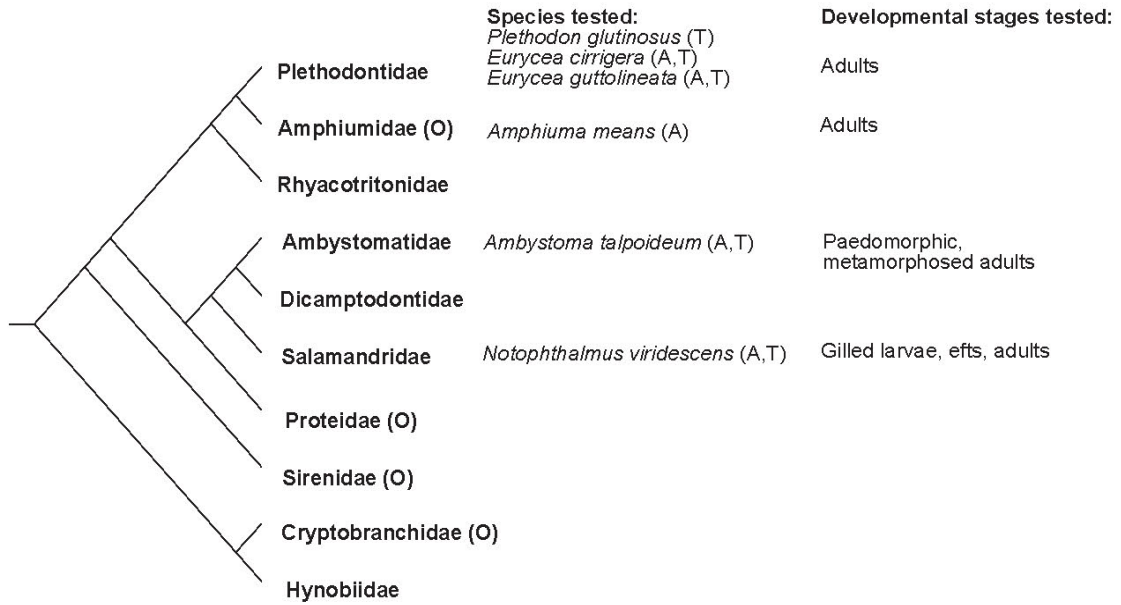 Species tested: Developmental stages tested:
Plethodon glutinosus (T)
Plethodontidae Eurycea cirrigera (A,T) Adults
Eurycea guttolineata (A,T)
Amphiumidae (O) Amphiuma means (A) Adults
Rhyacotritonidae
Ambystomatidae Ambystoma talpoideum (A,T) Paedomorphic,
metamorphosed adults
Dicamptodontidae
Salamandridae Notophthalmus viridescens (A,T) Gilled larvae, efts, adults
Proteidae (O)
Sirenidae (O)
Cryptobranchidae (O)
Hynobiidae